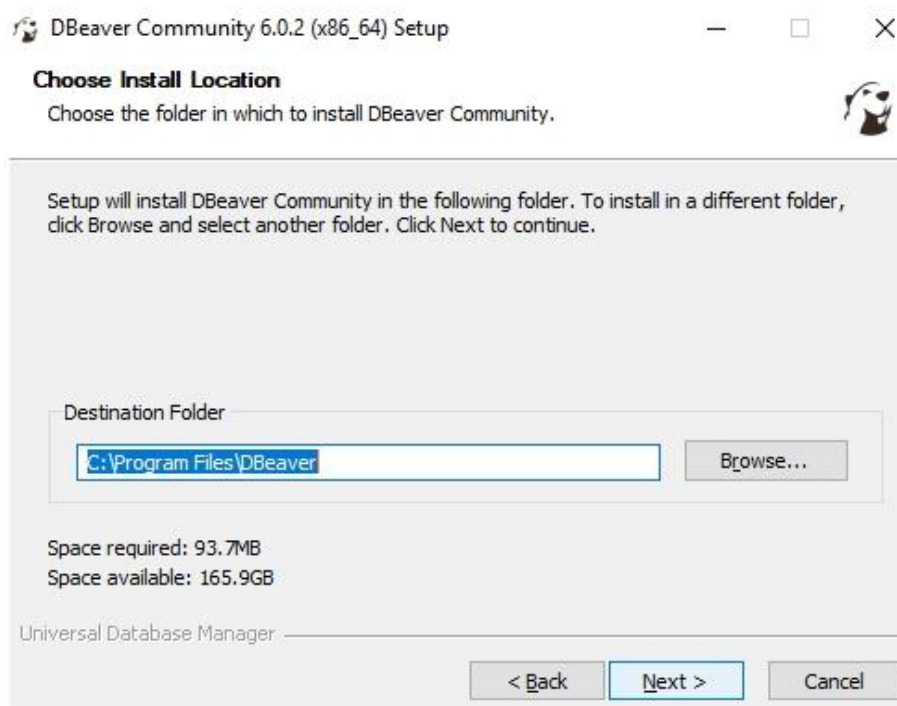 DBeaver Community 6.0.2 (x86_64) Setup
Choose Install Location
Choose the folder in which to install DBeaver Community.
Setup will install DBeaver Community in the following folder. To install in a different folder,
click Browse and select another folder. Click Next to continue.
Destination Folder
C:\Program Files\DBeaver
Browse...
Space required: 93.7MB
Space available: 165.9GB
Universal Database Manager
< Back
Next >
Cancel